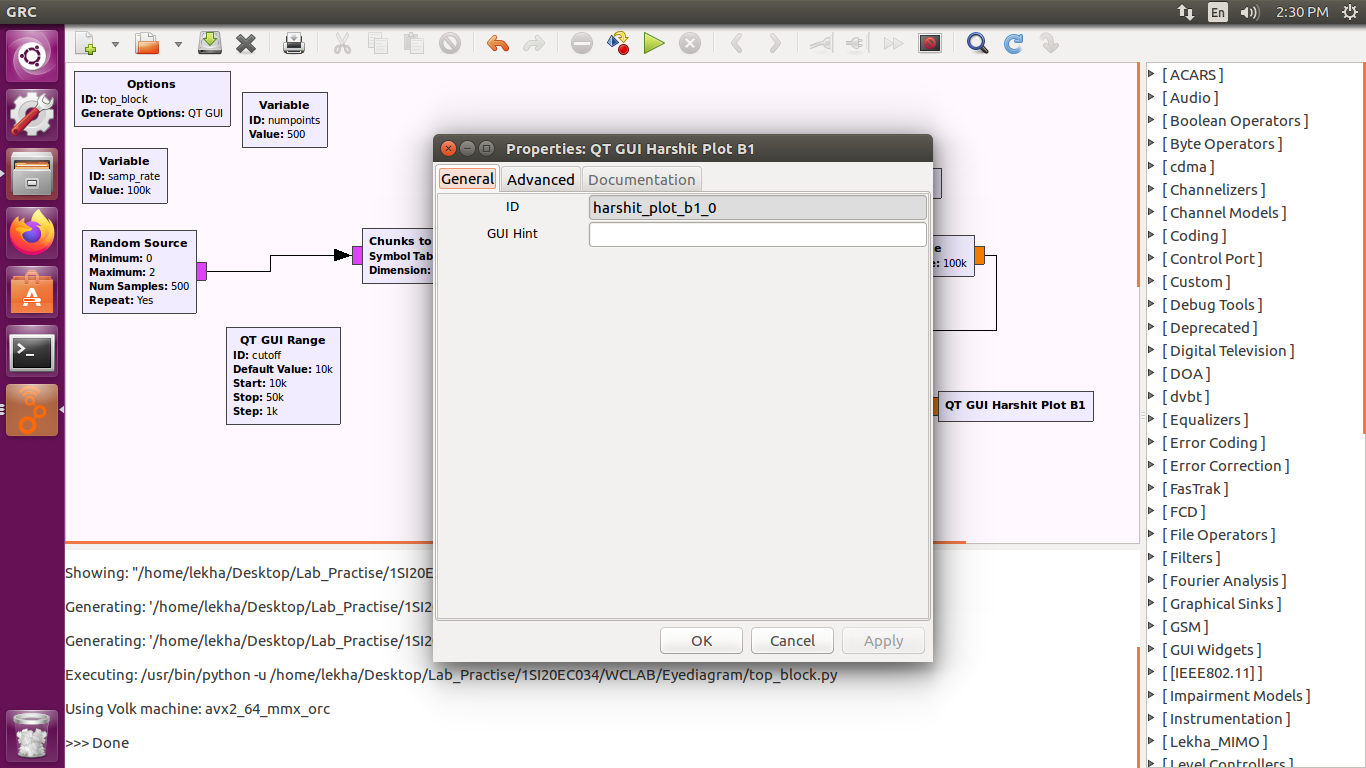 GRC
En
2:30 PM
Options
ID: top_block
Generate Options: QT GUI
Variable
ID: numpoints
Value: 500
Variable
ID: samp_rate
Value: 100k
Random Source
Minimum: 0
Maximum: 2
Num Samples: 500
Repeat: Yes
Chunks to
Symbol Tab
Dimension:
QT GUI Range
ID: cutoff
Default Value: 10k
Start: 10k
Stop: 50k
Step: 1k
Properties: QT GUI Harshit Plot B1
General
Advanced
Documentation
ID
harshit_plot_b1_0
GUI Hint
OK
Cancel
Apply
e
e: 100k
QT GUI Harshit Plot B1
Showing: "/home/lekha/Desktop/Lab_Practise/1SI20E
Generating: '/home/lekha/Desktop/Lab_Practise/1SI2
Generating: '/home/lekha/Desktop/Lab_Practise/1SI2
Executing: /usr/bin/python -u /home/lekha/Desktop/Lab_Practise/1SI20EC034/WCLAB/Eyediagram/top_block.py
Using Volk machine: avx2_64_mmx_orc
>>> Done
[ ACARS ]
[ Audio ]
[ Boolean Operators ]
[ Byte Operators ]
[ cdma ]
[ Channelizers ]
[ Channel Models ]
[ Coding ]
[ Control Port ]
[ Custom ]
[ Debug Tools ]
[ Deprecated ]
[ Digital Television ]
[ DOA ]
[ dvbt ]
[ Equalizers ]
[ Error Coding ]
[ Error Correction ]
[ FasTrak ]
[ FCD ]
[ File Operators ]
[ Filters ]
[ Fourier Analysis ]
[ Graphical Sinks ]
[ GSM ]
[ GUI Widgets ]
[ [IEEE802.11] ]
[ Impairment Models ]
[ Instrumentation ]
[ Lekha_MIMO ]
[ Level Controllers ]